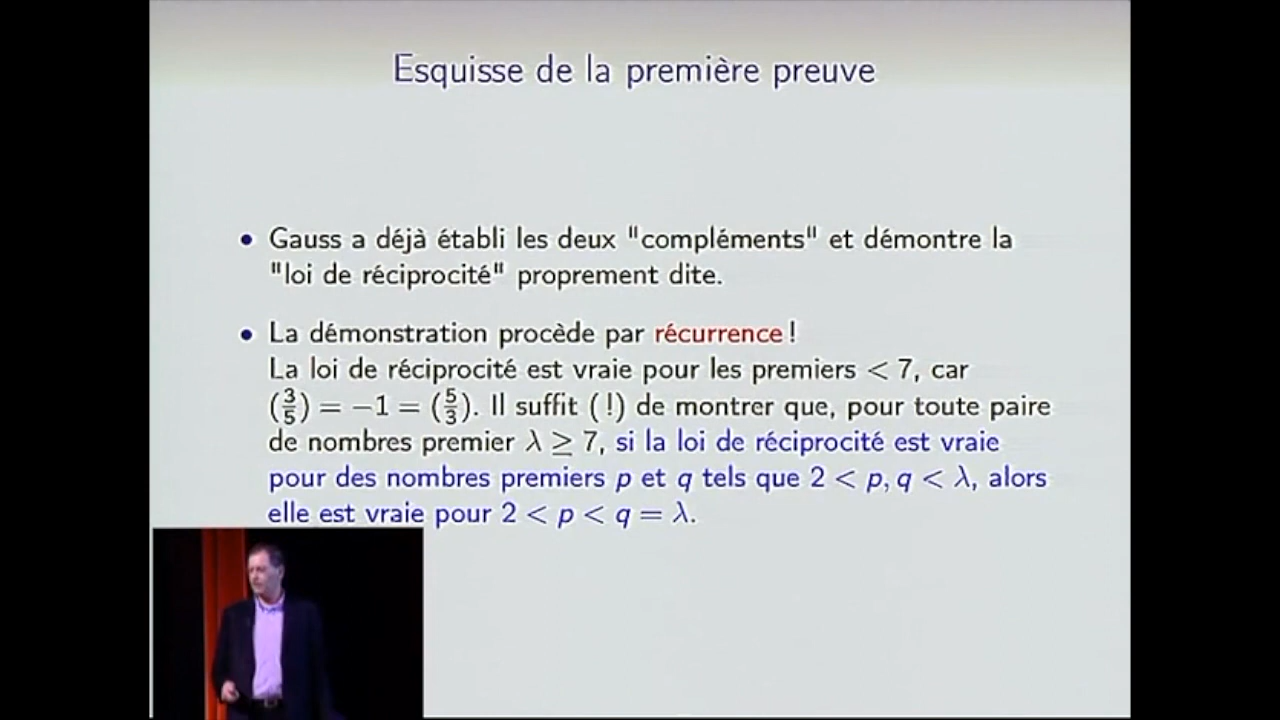 Esquisse de la première preuve
• Gauss a déjà établi les deux "compléments" et démontre la
"loi de réciprocité" proprement dite.
• La démonstration procède par récurrence !
La loi de réciprocité est vraie pour les premiers < 7, car
(3/5) = −1 = (5/3). Il suffit ( !) de montrer que, pour toute paire
de nombres premier λ ≥ 7, si la loi de réciprocité est vraie
pour des nombres premiers p et q tels que 2 < p, q < λ, alors
elle est vraie pour 2 < p < q = λ.